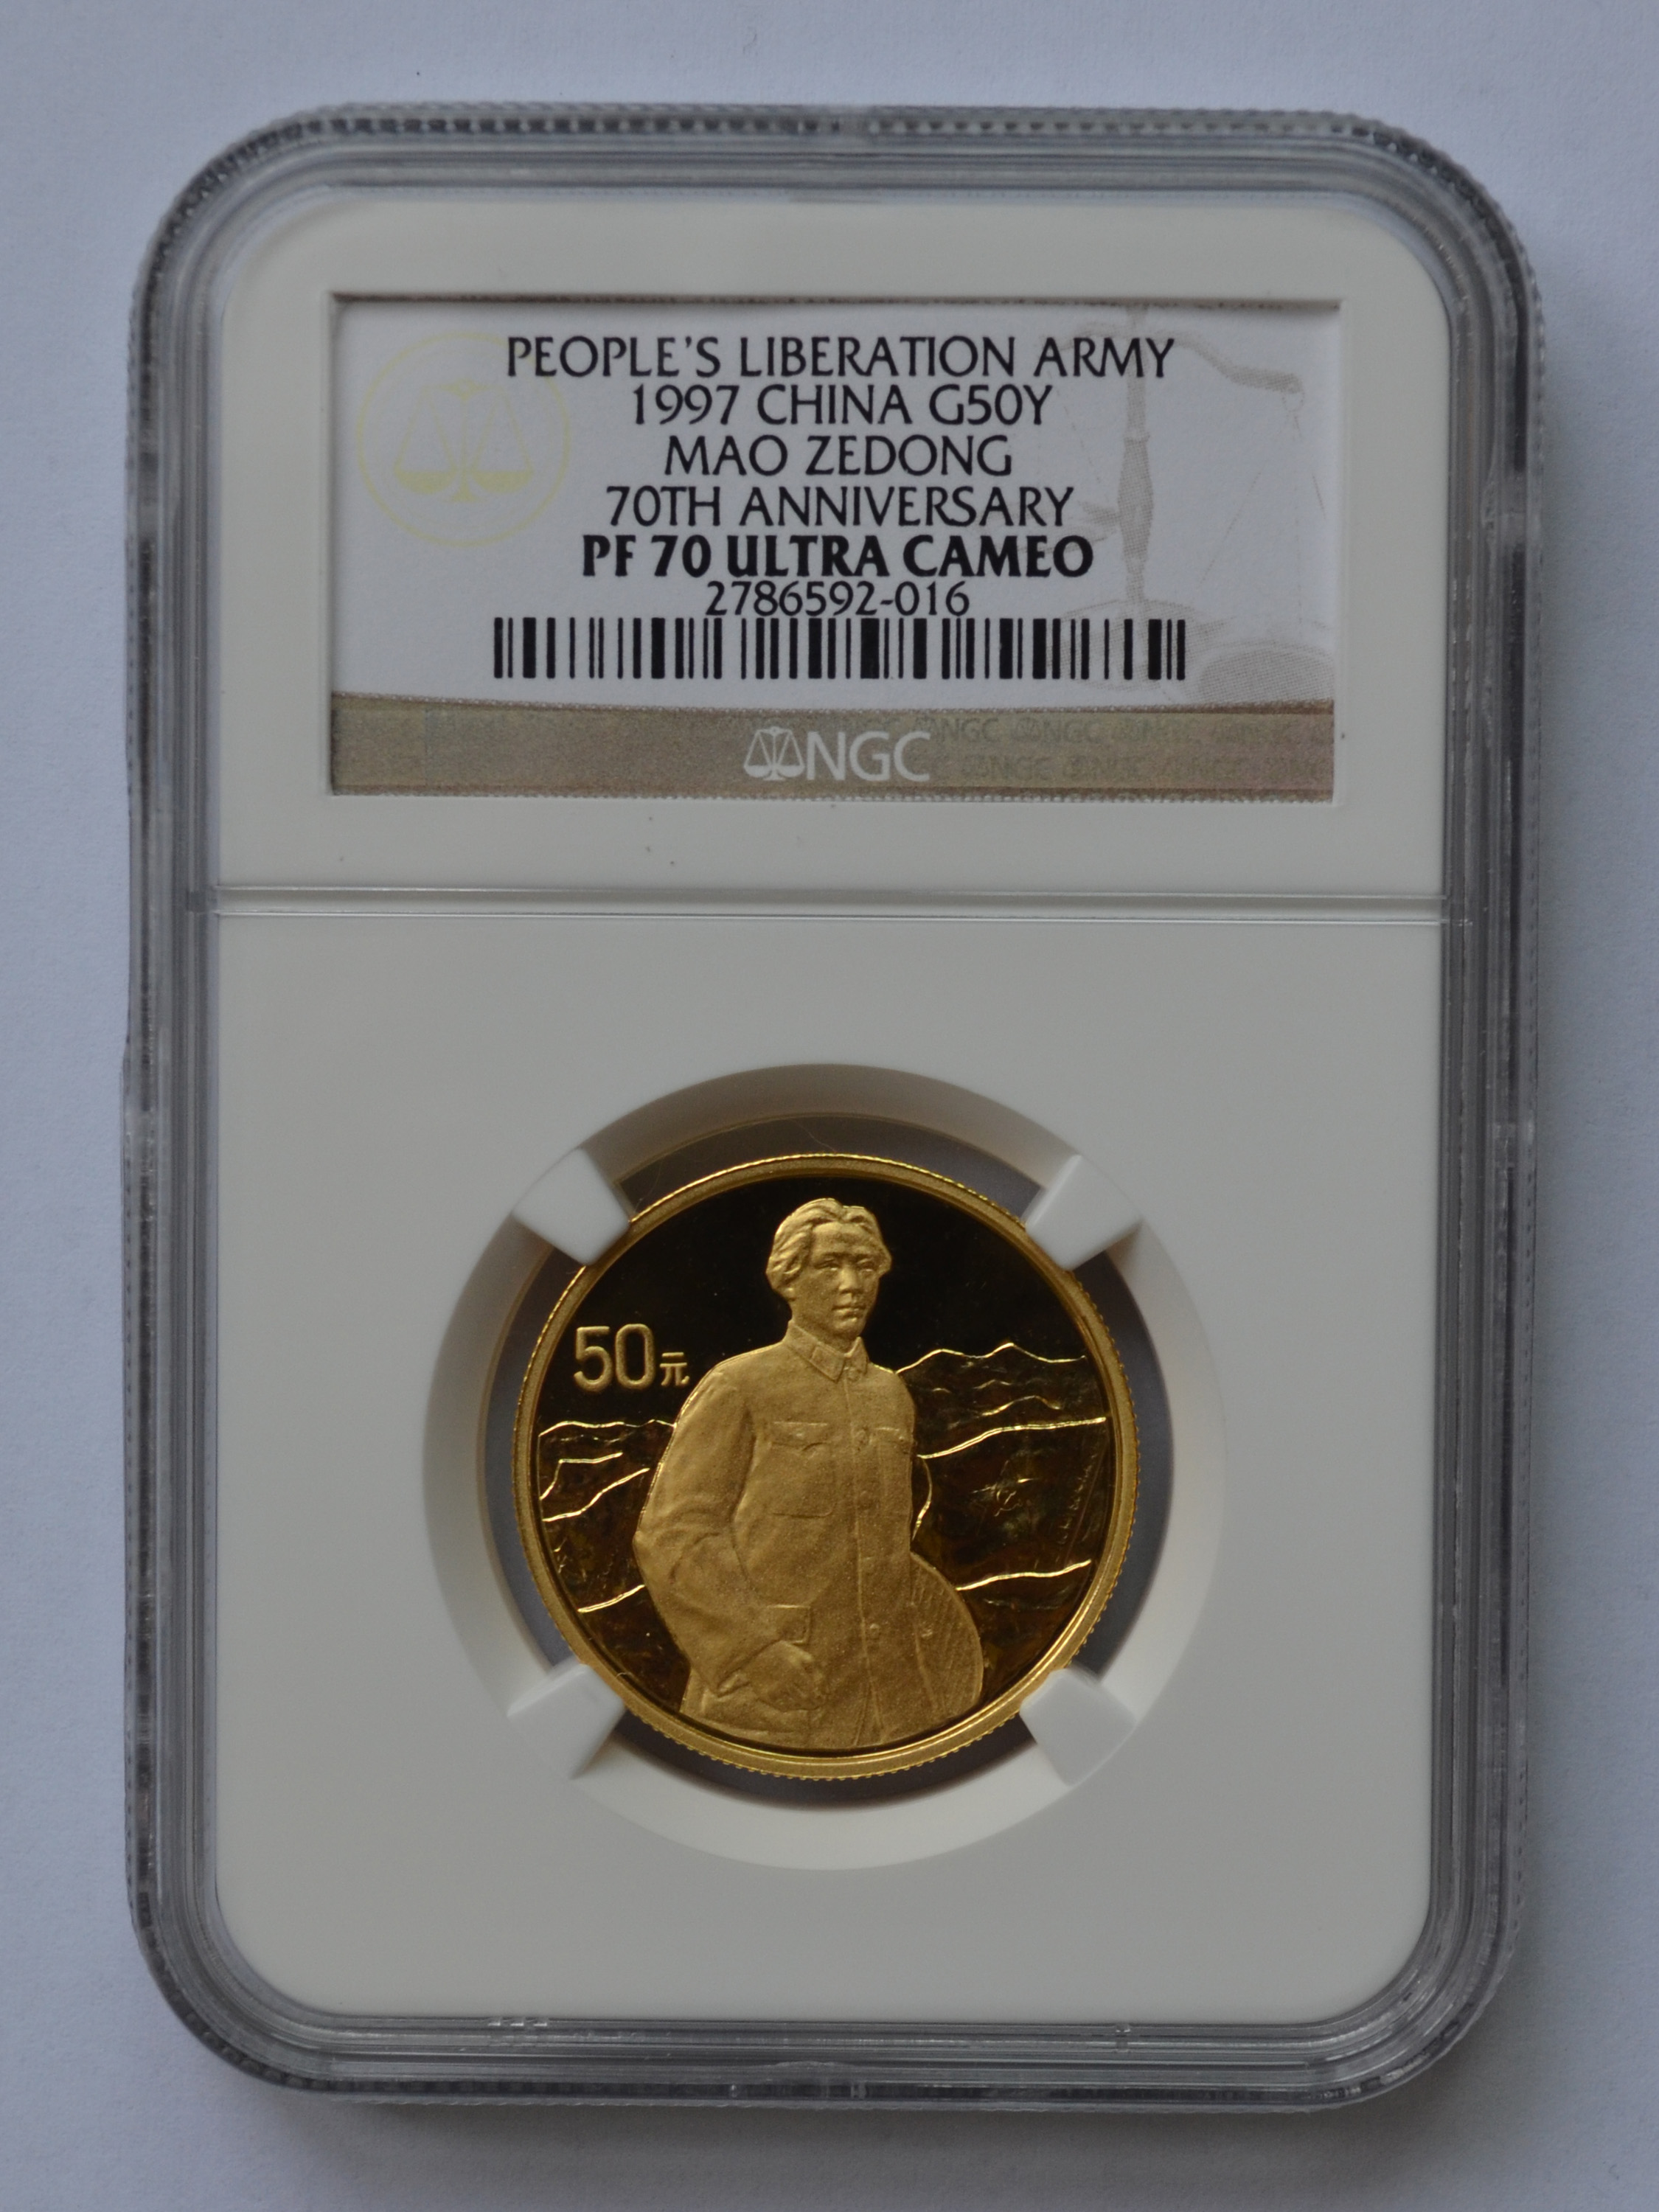 PEOPLE'S LIBERATION ARMY
1997 CHINA G50Y
MAO ZEDONG
70TH ANNIVERSARY
PF 70 ULTRA CAMEO
2786592-016
NGC
50元